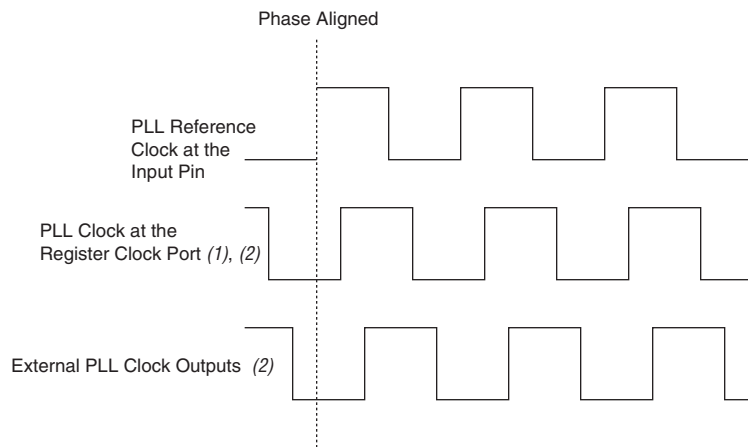 Phase Aligned
PLL Reference
Clock at the
Input Pin
PLL Clock at the
Register Clock Port (1), (2)
External PLL Clock Outputs (2)